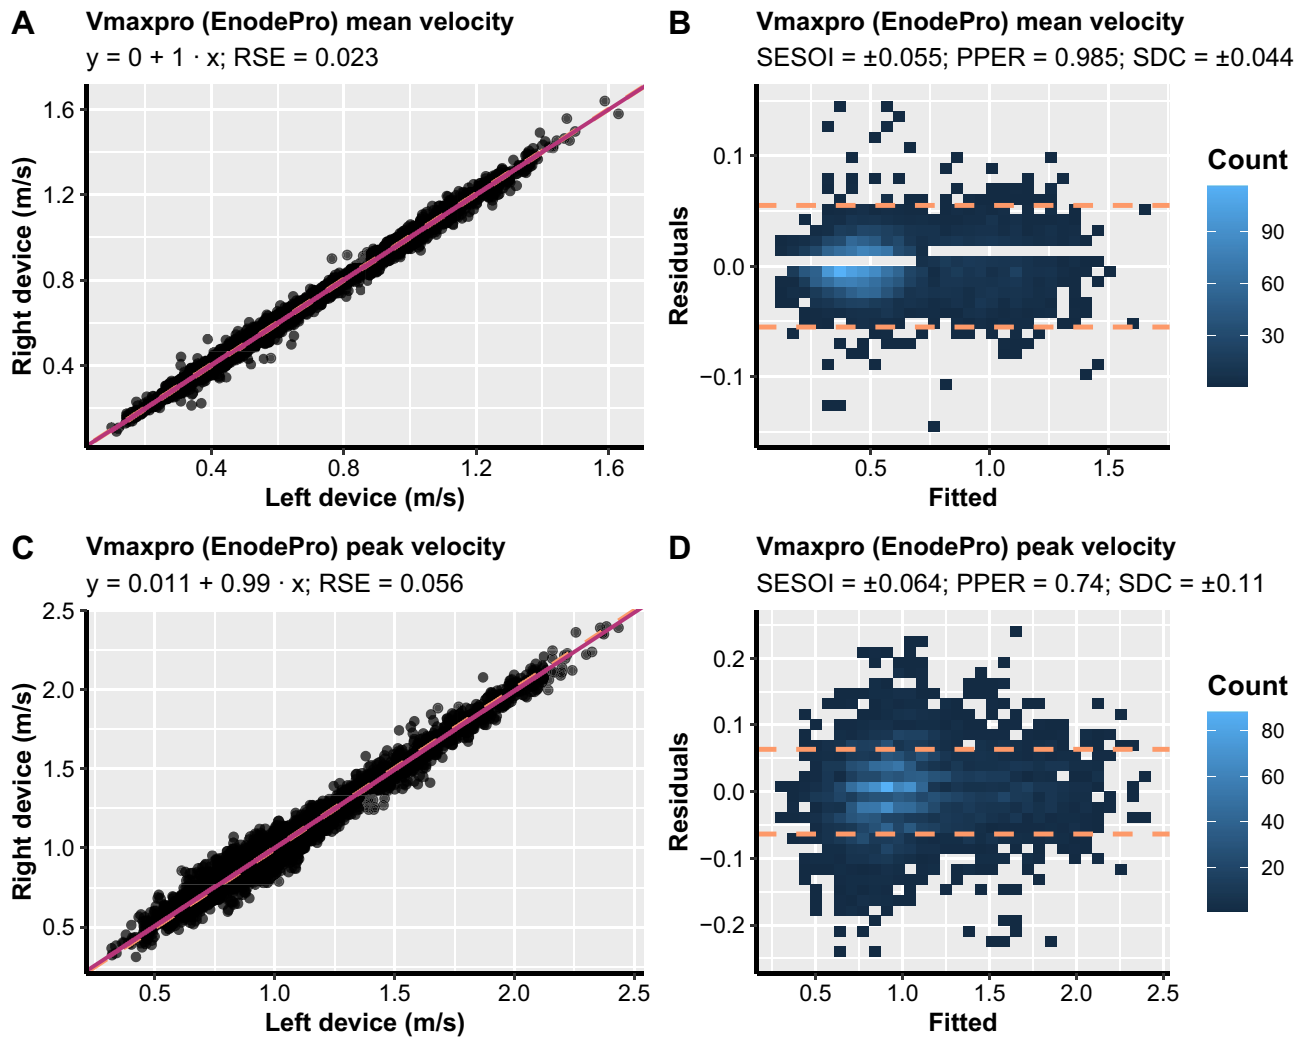 A
Vmaxpro (EnodePro) mean velocity
y = 0 + 1 · x; RSE = 0.023
1.6
1.2
0.8
0.4
Right device (m/s)
0.4 0.8 1.2 1.6
Left device (m/s)
B
Vmaxpro (EnodePro) mean velocity
SESOI = ±0.055; PPER = 0.985; SDC = ±0.044
0.1
0.0
−0.1
Residuals
0.5 1.0 1.5
Fitted
Count
90
60
30
C
Vmaxpro (EnodePro) peak velocity
y = 0.011 + 0.99 · x; RSE = 0.056
2.5
2.0
1.5
1.0
0.5
Right device (m/s)
0.5 1.0 1.5 2.0 2.5
Left device (m/s)
D
Vmaxpro (EnodePro) peak velocity
SESOI = ±0.064; PPER = 0.74; SDC = ±0.11
0.2
0.1
0.0
−0.1
−0.2
Residuals
0.5 1.0 1.5 2.0 2.5
Fitted
Count
80
60
40
20